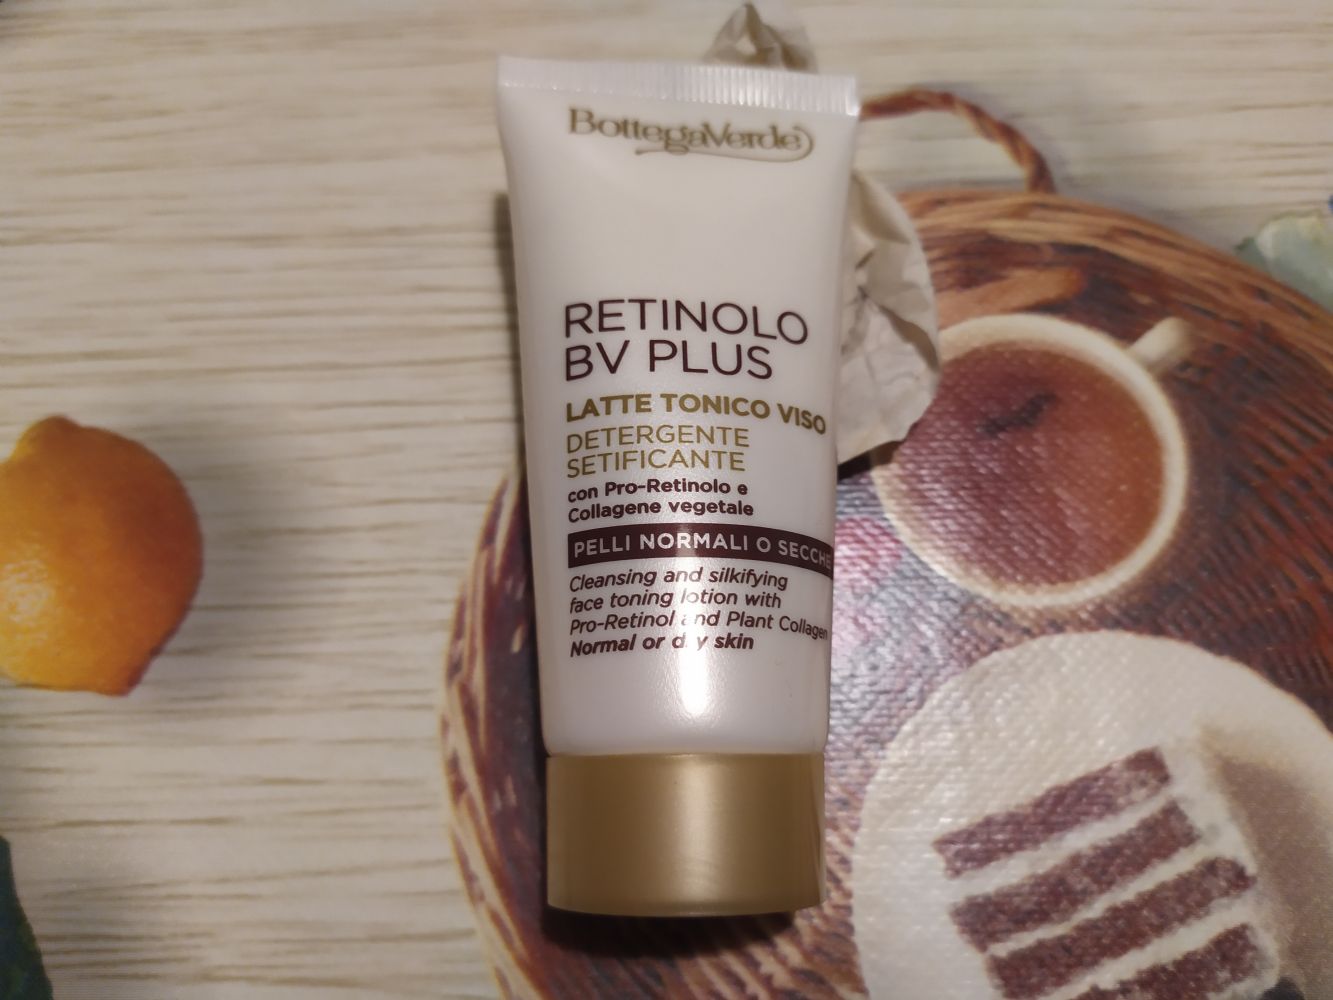 BottegaVerde
RETINOLO
BV PLUS
LATTE TONICO VISO
DETERGENTE
SETIFICANTE
con Pro-Retinolo e
Collagene vegetale
PELLI NORMALI O SECCHE
Cleansing and silkifying
face toning lotion with
Pro-Retinol and Plant Collagen
Normal or dry skin